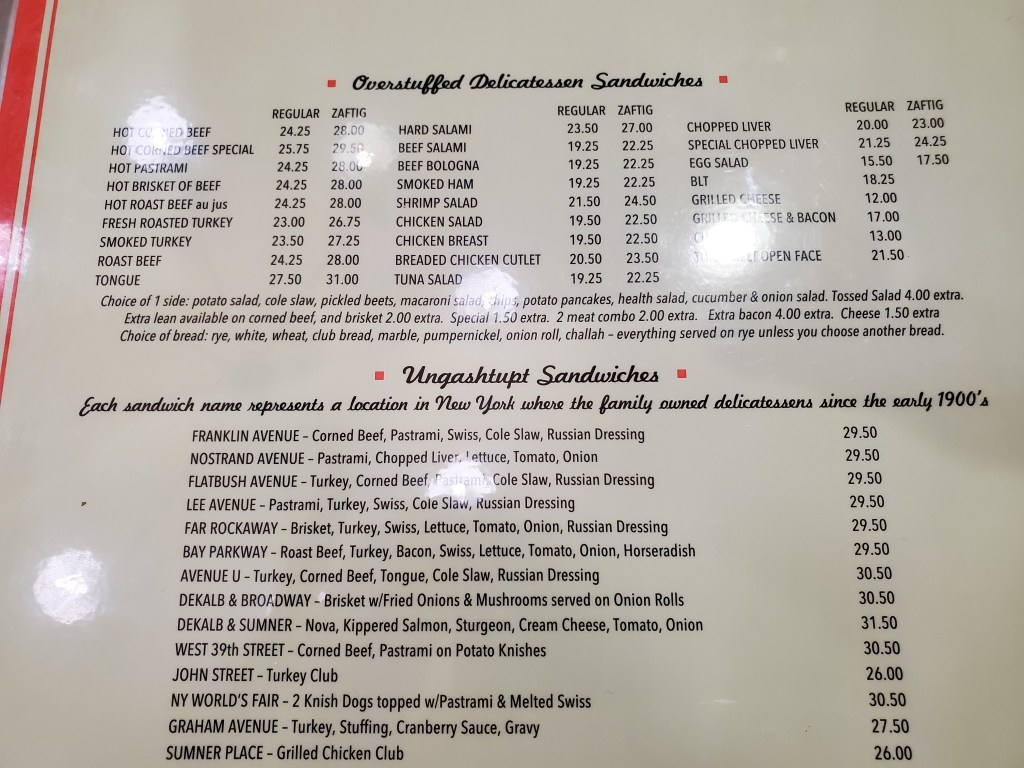 Overstuffed Delicatessen Sandwiches
REGULAR ZAFTIG
HOT CORNED BEEF 24.25 28.00
HOT CORNED BEEF SPECIAL 25.75 29.50
HOT PASTRAMI 24.25 28.00
HOT BRISKET OF BEEF 24.25 28.00
HOT ROAST BEEF au jus 24.25 28.00
FRESH ROASTED TURKEY 23.00 26.75
SMOKED TURKEY 23.50 27.25
ROAST BEEF 24.25 28.00
TONGUE 27.50 31.00
REGULAR ZAFTIG
HARD SALAMI 23.50 27.00
BEEF SALAMI 19.25 22.25
BEEF BOLOGNA 19.25 22.25
SMOKED HAM 19.25 22.25
SHRIMP SALAD 21.50 24.50
CHICKEN SALAD 19.50 22.50
CHICKEN BREAST 19.50 22.50
BREADED CHICKEN CUTLET 20.50 23.50
TUNA SALAD 19.25 22.25
REGULAR ZAFTIG
CHOPPED LIVER 20.00 23.00
SPECIAL CHOPPED LIVER 21.25 24.25
EGG SALAD 15.50 17.50
BLT 18.25
GRILLED CHEESE 12.00
GRILLED CHEESE & BACON 17.00
13.00
OPEN FACE 21.50
Choice of 1 side: potato salad, cole slaw, pickled beets, macaroni salad, chips, potato pancakes, health salad, cucumber & onion salad. Tossed Salad 4.00 extra.
Extra lean available on corned beef, and brisket 2.00 extra. Special 1.50 extra. 2 meat combo 2.00 extra. Extra bacon 4.00 extra. Cheese 1.50 extra
Choice of bread: rye, white, wheat, club bread, marble, pumpernickel, onion roll, challah – everything served on rye unless you choose another bread.
Ungashtupt Sandwiches
Each sandwich name represents a location in New York where the family owned delicatessens since the early 1900's
FRANKLIN AVENUE – Corned Beef, Pastrami, Swiss, Cole Slaw, Russian Dressing 29.50
NOSTRAND AVENUE – Pastrami, Chopped Liver, Lettuce, Tomato, Onion 29.50
FLATBUSH AVENUE – Turkey, Corned Beef, Pastrami, Cole Slaw, Russian Dressing 29.50
LEE AVENUE – Pastrami, Turkey, Swiss, Cole Slaw, Russian Dressing 29.50
FAR ROCKAWAY – Brisket, Turkey, Swiss, Lettuce, Tomato, Onion, Russian Dressing 29.50
BAY PARKWAY – Roast Beef, Turkey, Bacon, Swiss, Lettuce, Tomato, Onion, Horseradish 29.50
AVENUE U – Turkey, Corned Beef, Tongue, Cole Slaw, Russian Dressing 30.50
DEKALB & BROADWAY – Brisket w/Fried Onions & Mushrooms served on Onion Rolls 30.50
DEKALB & SUMNER – Nova, Kippered Salmon, Sturgeon, Cream Cheese, Tomato, Onion 31.50
WEST 39th STREET – Corned Beef, Pastrami on Potato Knishes 30.50
JOHN STREET – Turkey Club 26.00
NY WORLD'S FAIR – 2 Knish Dogs topped w/Pastrami & Melted Swiss 30.50
GRAHAM AVENUE – Turkey, Stuffing, Cranberry Sauce, Gravy 27.50
SUMNER PLACE – Grilled Chicken Club 26.00